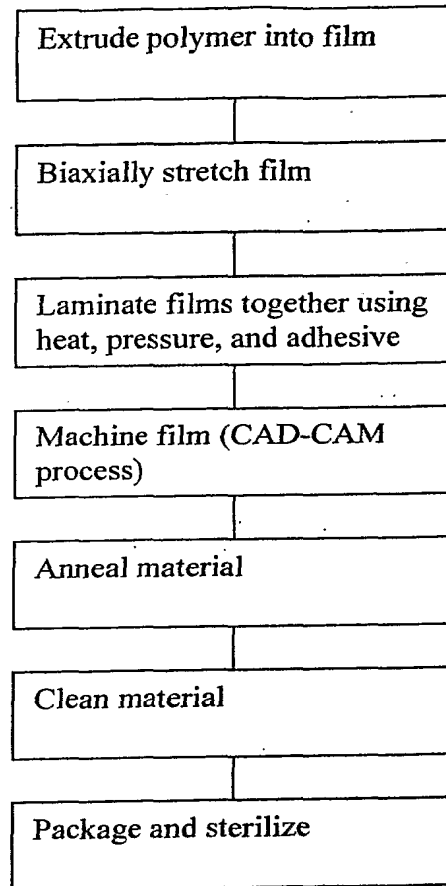 Extrude polymer into film
Biaxially stretch film
Laminate films together using
heat, pressure, and adhesive
Machine film (CAD-CAM
process)
Anneal material
Clean material
Package and sterilize